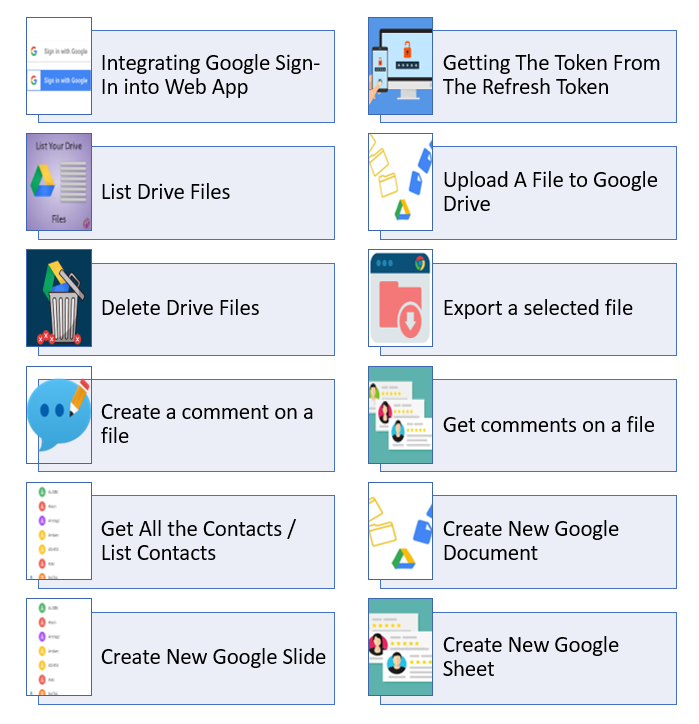 Sign in with Google
Sign in with Google
Integrating Google Sign-
In into Web App
Getting The Token From
The Refresh Token
List Your Drive
Files
List Drive Files
Upload A File to Google
Drive
Delete Drive Files
Export a selected file
Create a comment on a
file
Get comments on a file
Get All the Contacts /
List Contacts
Create New Google
Document
Create New Google Slide
Create New Google
Sheet